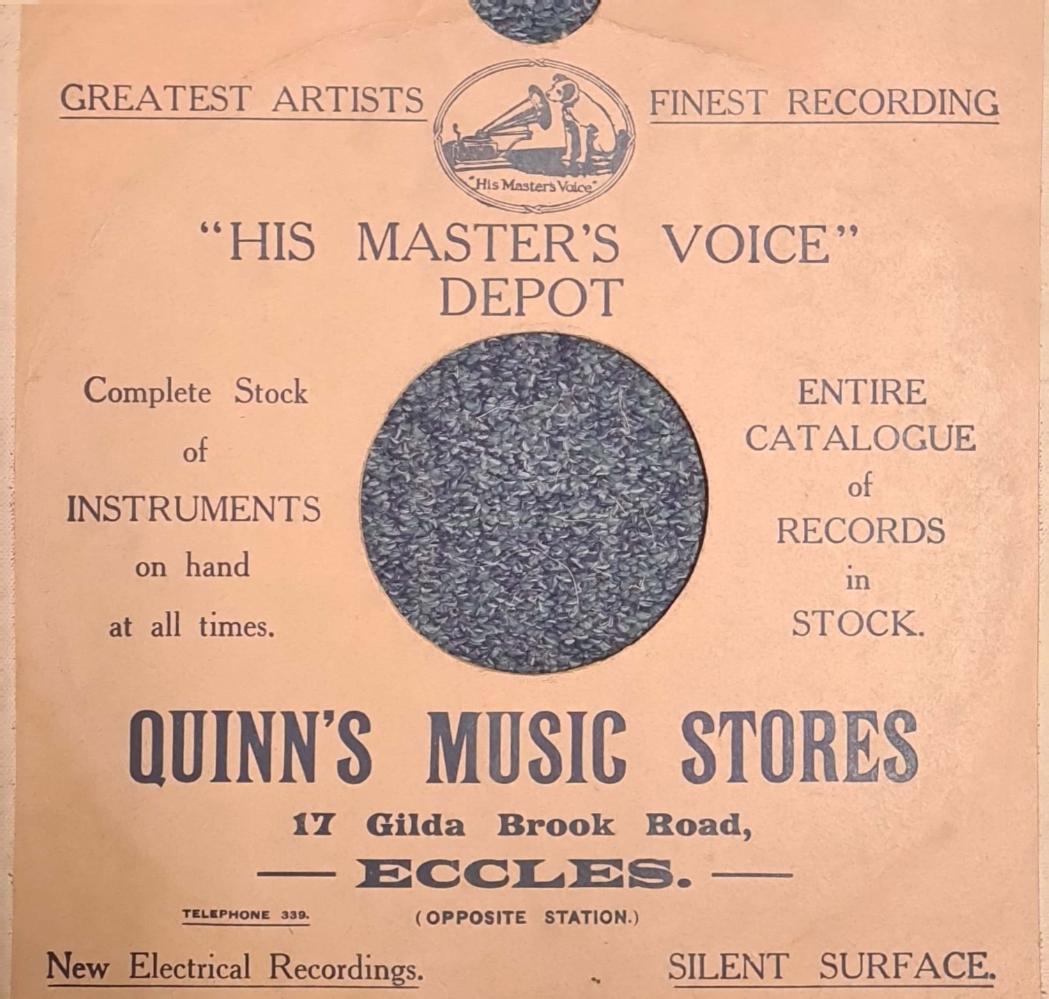 GREATEST ARTISTS
FINEST RECORDING
"His Master's Voice"
"HIS MASTER'S VOICE"
DEPOT
Complete Stock
of
INSTRUMENTS
on hand
at all times.
ENTIRE
CATALOGUE
of
RECORDS
in
STOCK.
QUINN'S MUSIC STORES
17 Gilda Brook Road,
ECCLES.
TELEPHONE 339.
(OPPOSITE STATION.)
New Electrical Recordings.
SILENT SURFACE.